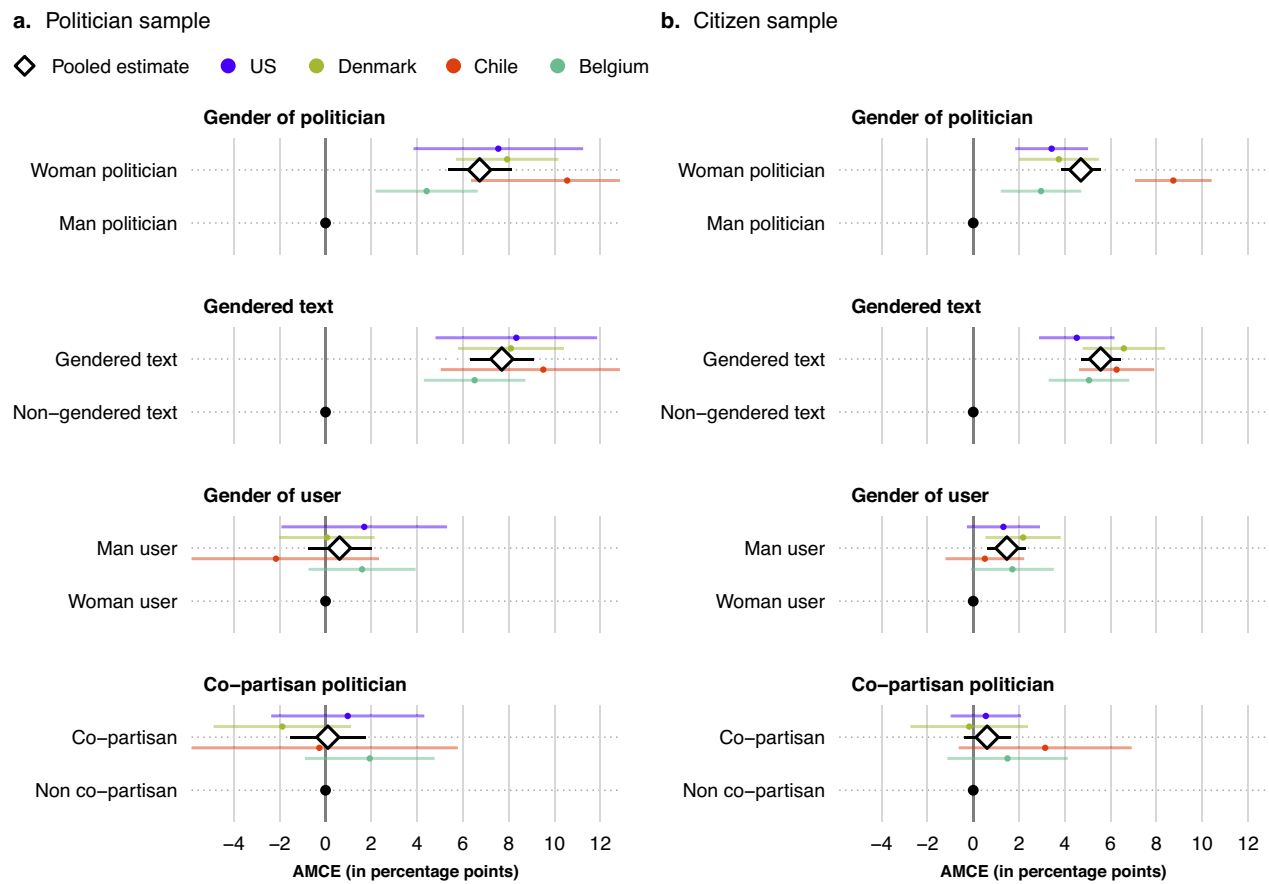 a. Politician sample
b. Citizen sample
Pooled estimate US Denmark Chile Belgium
Gender of politician
Woman politician
Man politician
Gendered text
Gendered text
Non−gendered text
Gender of user
Man user
Woman user
Co−partisan politician
Co−partisan
Non co−partisan
−4 −2 0 2 4 6 8 10 12
AMCE (in percentage points)
Gender of politician
Woman politician
Man politician
Gendered text
Gendered text
Non−gendered text
Gender of user
Man user
Woman user
Co−partisan politician
Co−partisan
Non co−partisan
−4 −2 0 2 4 6 8 10 12
AMCE (in percentage points)